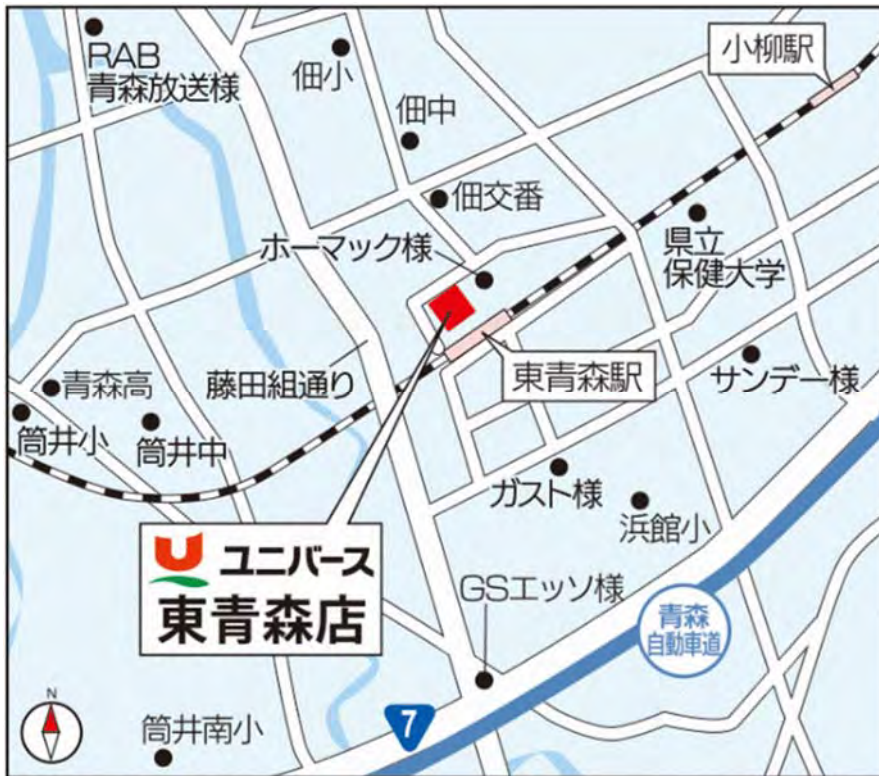 RAB
青森放送様
佃小
小柳駅
佃中
佃交番
ホーマック様
県立
保健大学
青森高
藤田組通り
東青森駅
サンデー様
筒井小
筒井中
ガスト様
浜館小
ユニバース
東青森店
GSエッソ様
青森
自動車道
N
7
筒井南小